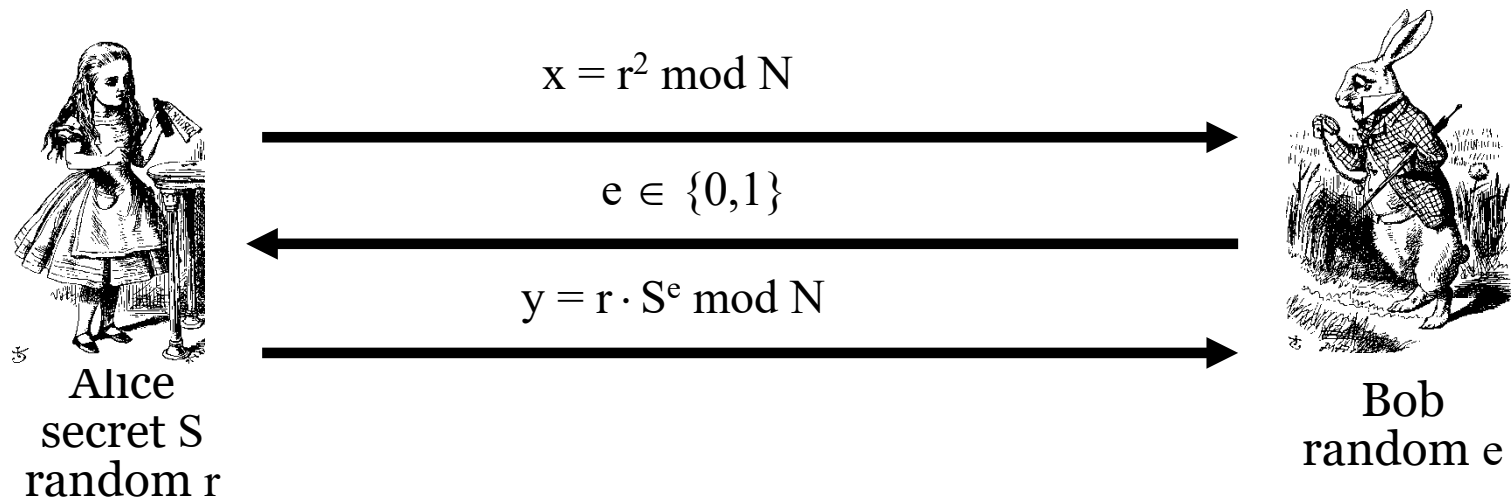 x = r² mod N
e ∈ {0,1}
y = r · Sᵉ mod N
Alice
secret S
random r
Bob
random e